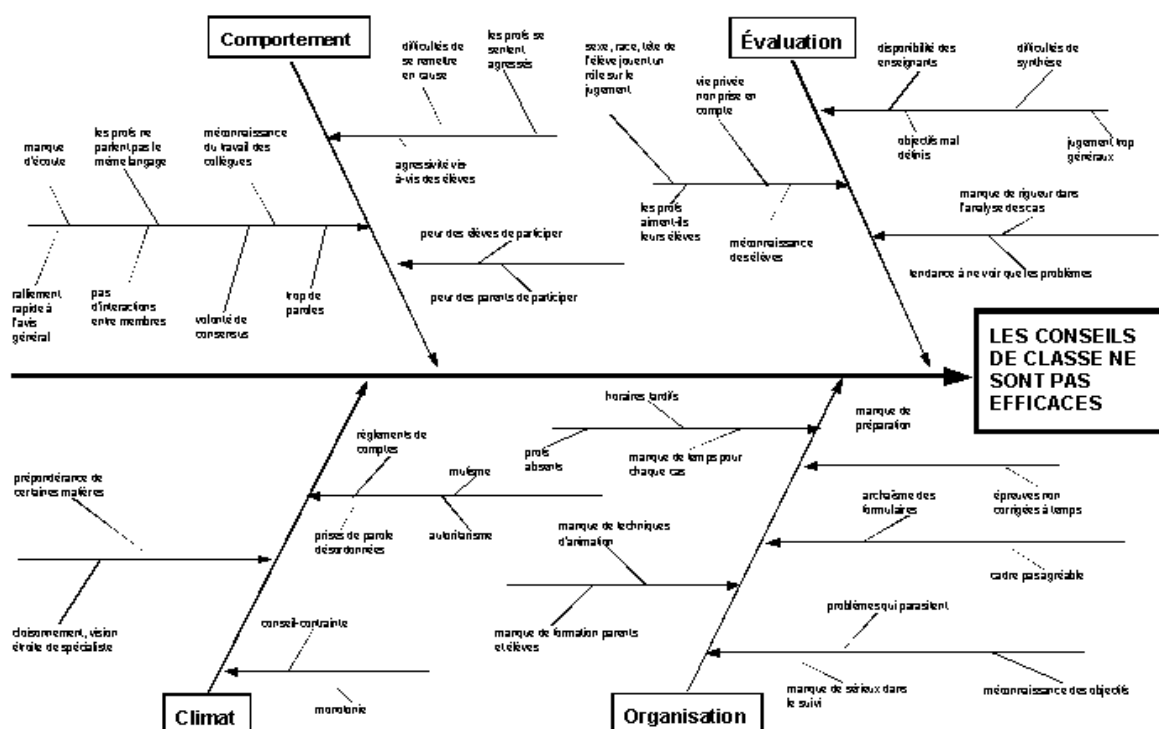 Comportement
difficultés de
se remetre
en cause
les profs se
sentent
agressés
agressivité vis-
à-vis des élèves
manque
d'écoute
les profs ne
parlent pas le
même langage
méconnaissance
du travail des
collègues
ralliement
rapide à
l'avis
général
pas
d'interactions
entre membres
volonté de
consensus
trop de
paroles
peur des élèves de participer
peur des parents de participer
Évaluation
sexe, race, tête de
l'élève jouent un
rôle sur le
jugement
vie privée
non prise en
compte
les profs
aiment-ils
leurs élèves
méconnaissance
des élèves
disponibilité des
enseignants
difficultés de
synthèse
objectifs mal
définis
jugement trop
généraux
manque de rigueur dans
l'analyse des cas
tendance à ne voir que les problèmes
LES CONSEILS
DE CLASSE NE
SONT PAS
EFFICACES
prépondérance de
certaines matières
cloisonnement, vision
étroite de spécialiste
règlements de
comptes
mutisme
prises de parole
désordonnées
autoritarisme
conseil-contrainte
monotonie
Climat
horaires tardifs
profs
absents
manque de temps pour
chaque cas
manque de
préparation
épreuves non
corrigées à temps
archaïsme des
formulaires
cadre pas agréable
manque de techniques
d'animation
manque de formation parents
et élèves
problèmes qui parasitent
manque de sérieux dans
le suivi
méconnaissance des objectifs
Organisation